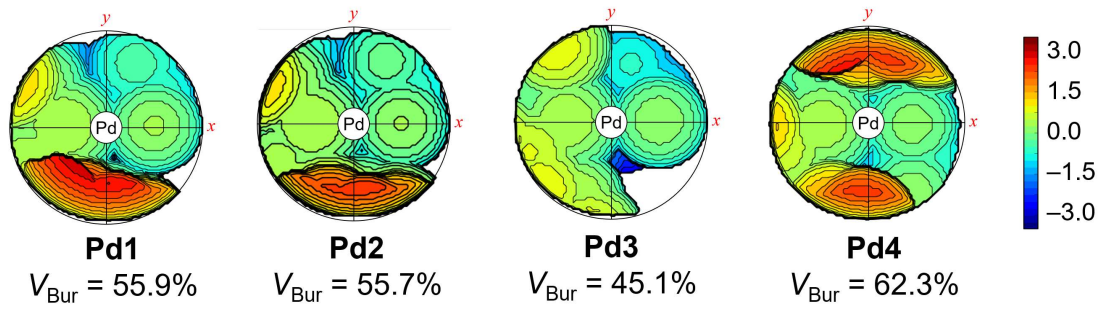 y y y y
Pd x Pd x Pd x Pd x
3.0
1.5
0.0
–1.5
–3.0
Pd1 Pd2 Pd3 Pd4
VBur = 55.9% VBur = 55.7% VBur = 45.1% VBur = 62.3%